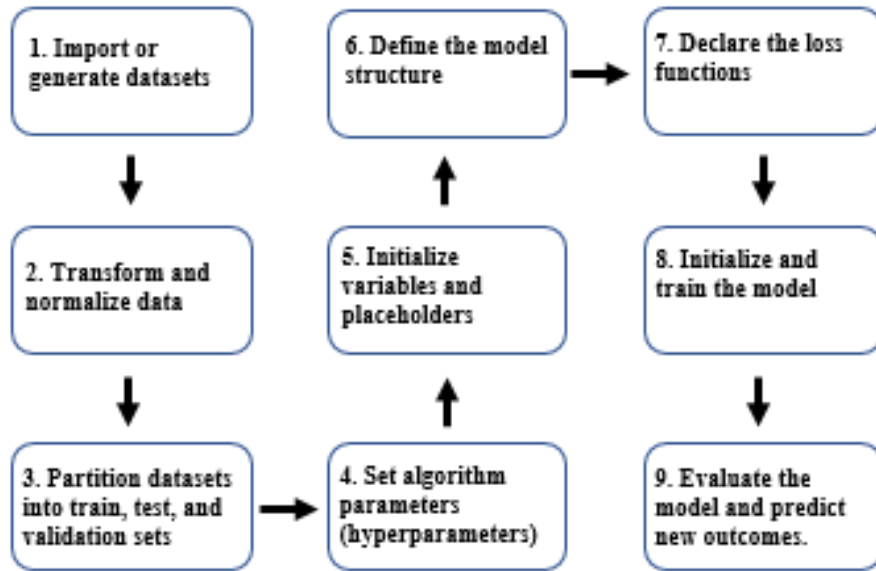 1. Import or
generate datasets
2. Transform and
normalize data
3. Partition datasets
into train, test, and
validation sets
4. Set algorithm
parameters
(hyperparameters)
5. Initialize
variables and
placeholders
6. Define the model
structure
7. Declare the loss
functions
8. Initialize and
train the model
9. Evaluate the
model and predict
new outcomes.